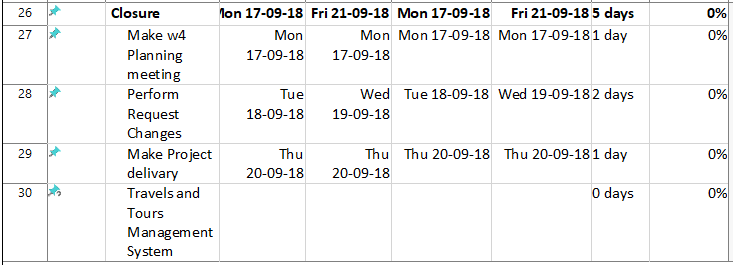 26 Closure Mon 17-09-18 Fri 21-09-18 Mon 17-09-18 Fri 21-09-18 5 days 0%
27 Make w4 Mon Mon Mon 17-09-18 Mon 17-09-18 1 day 0%
Planning 17-09-18 17-09-18
meeting
28 Perform Tue Wed Tue 18-09-18 Wed 19-09-18 2 days 0%
Request 18-09-18 19-09-18
Changes
29 Make Project Thu Thu Thu 20-09-18 Thu 20-09-18 1 day 0%
delivary 20-09-18 20-09-18
30 Travels and 0 days 0%
Tours
Management
System